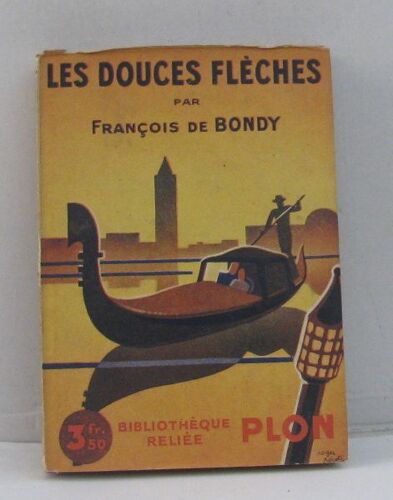 LES DOUCES FLÈCHES
PAR
FRANÇOIS DE BONDY
3 Fr. 50
BIBLIOTHÈQUE
RELIÉE
PLON